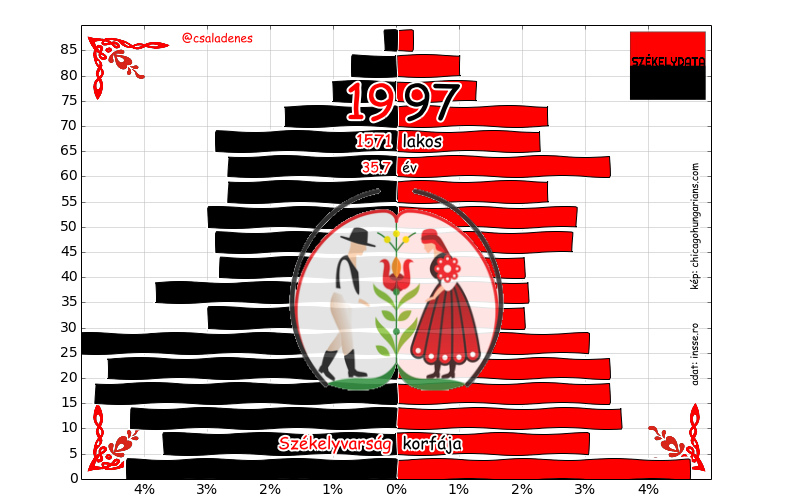 @csaladenes
SZÉKELYDATA
1997
1571 lakos
35.7 év
kép: chicagohungarians.com
adat: insse.ro
Székelyvarság korfája
85
80
75
70
65
60
55
50
45
40
35
30
25
20
15
10
5
0
4% 3% 2% 1% 0% 1% 2% 3% 4%